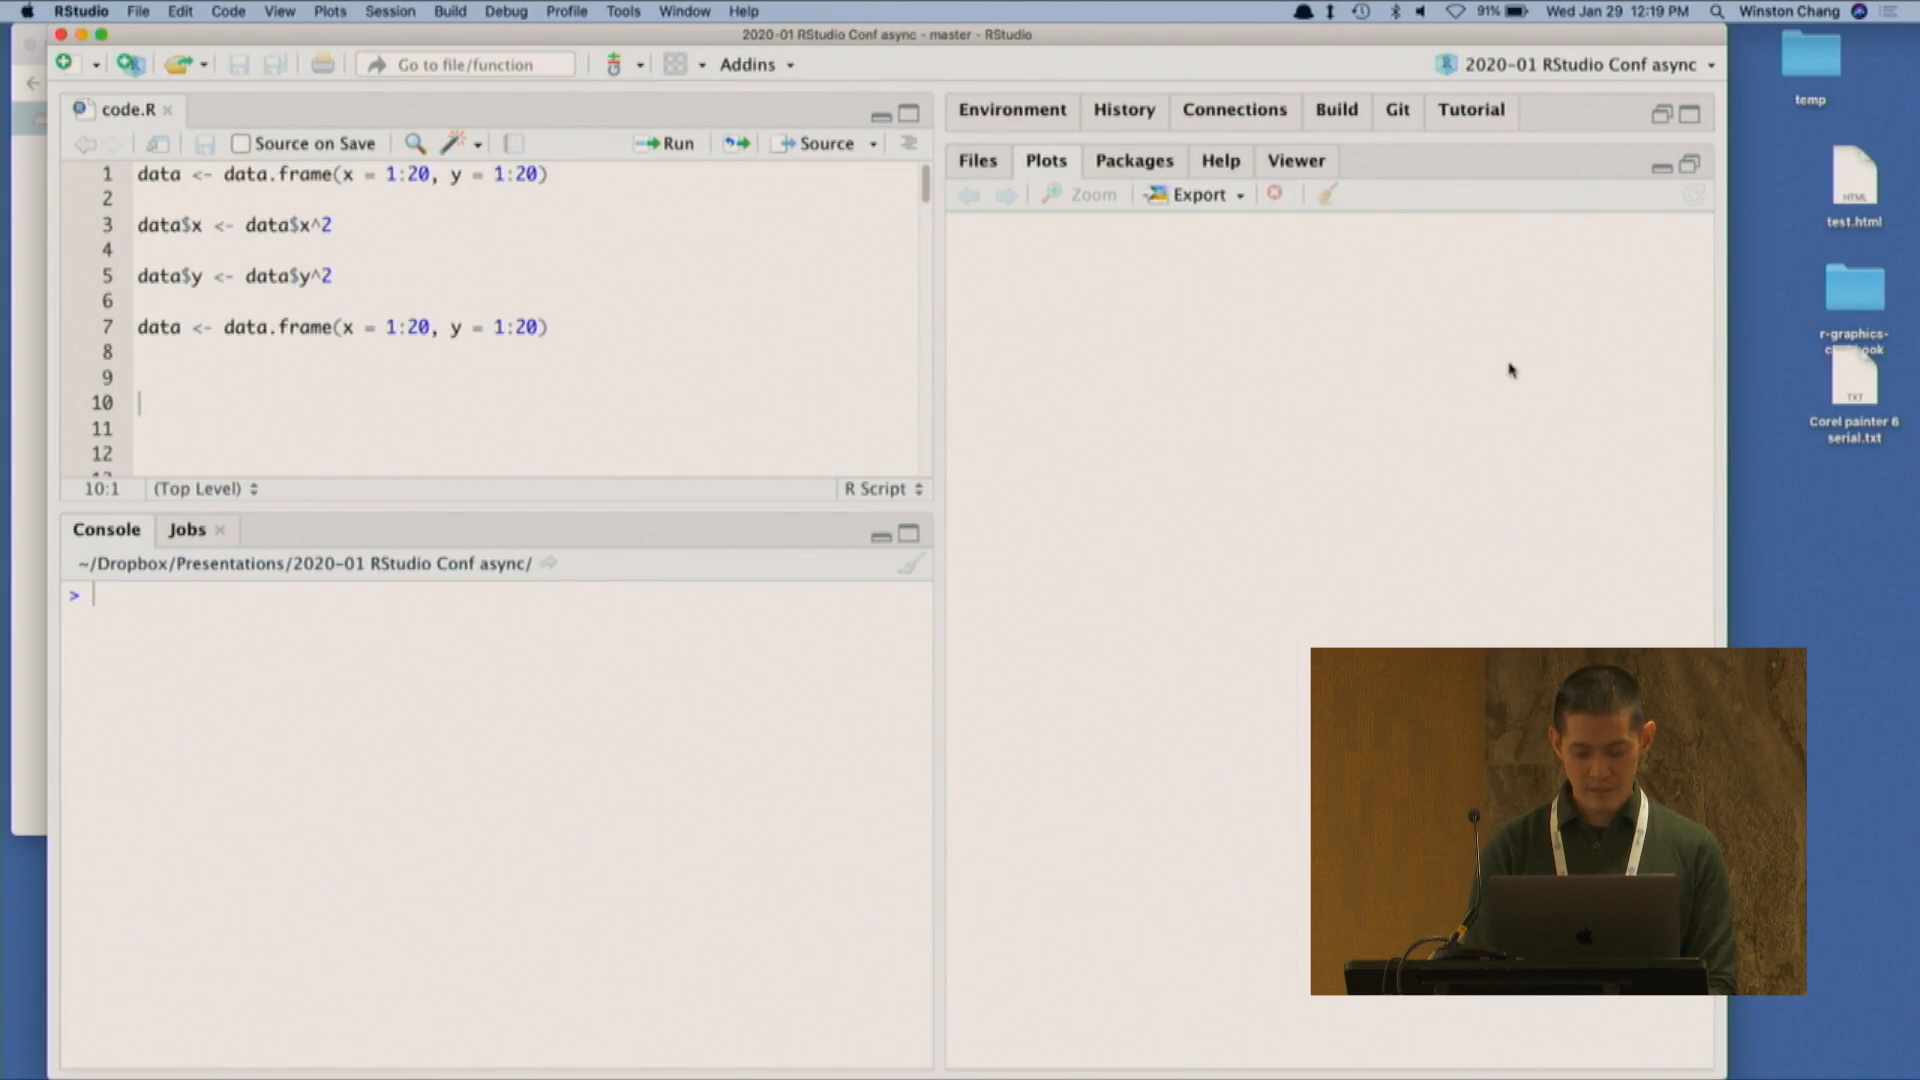 RStudio File Edit Code View Plots Session Build Debug Profile Tools Window Help 91% Wed Jan 29 12:19 PM Winston Chang
2020-01 RStudio Conf async - master - RStudio
Go to file/function Addins 2020-01 RStudio Conf async
temp
code.R
Source on Save Run Source
1 data <- data.frame(x = 1:20, y = 1:20)
2
3 data$x <- data$x^2
4
5 data$y <- data$y^2
6
7 data <- data.frame(x = 1:20, y = 1:20)
8
9
10
11
12
10:1 (Top Level) R Script
Console Jobs
~/Dropbox/Presentations/2020-01 RStudio Conf async/
>
Environment History Connections Build Git Tutorial
Files Plots Packages Help Viewer
Zoom Export
HTML
test.html
r-graphics-
TXT
Corel painter 6
serial.txt